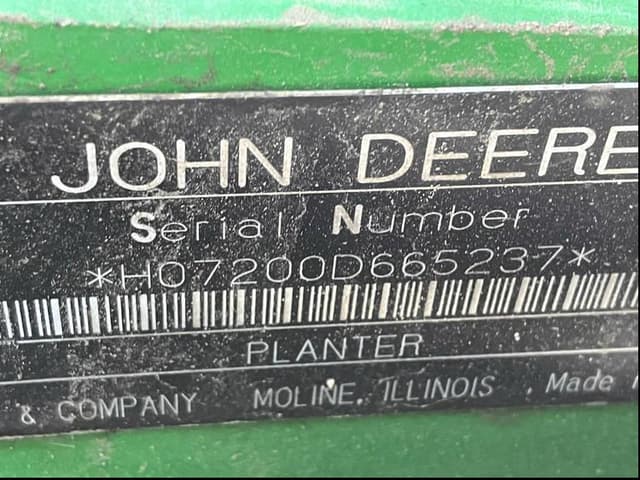 JOHN DEERE
Serial Number
*H07200D665237*
PLANTER
& COMPANY MOLINE, ILLINOIS Made